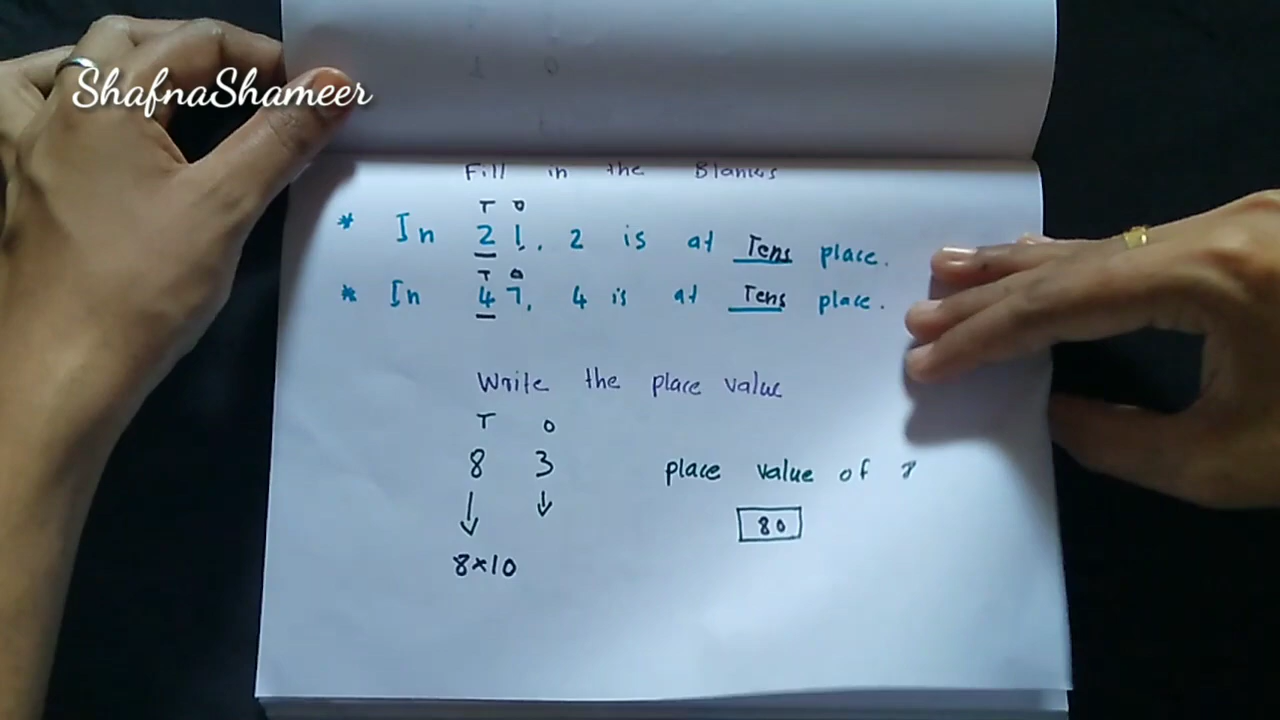 ShafnaShameer
Fill in the Blanks
T O
* In 21, 2 is at Tens place.
T O
* In 47, 4 is at Tens place.
Write the place value
T O
8 3 place value of 8
80
8×10